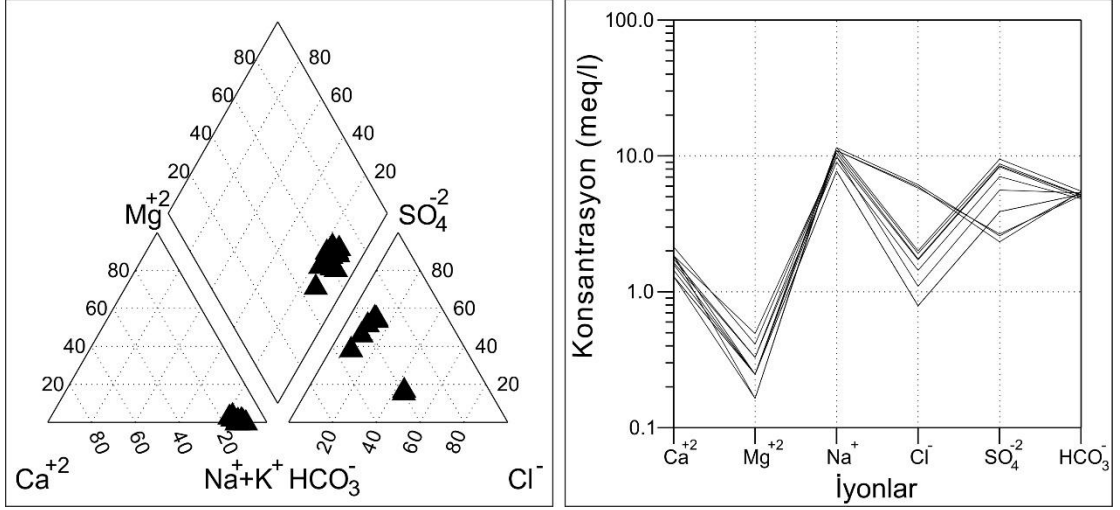 80 80
60 60
40 40
20 20
Mg+2 SO4-2
80 80
60 60
40 40
20 20
80 60 40 20 20 40 60 80
Ca+2 Na++K+ HCO3- Cl-
100.0
10.0
1.0
0.1
Konsantrasyon (meq/l)
Ca+2 Mg+2 Na+ Cl- SO4-2 HCO3-
İyonlar